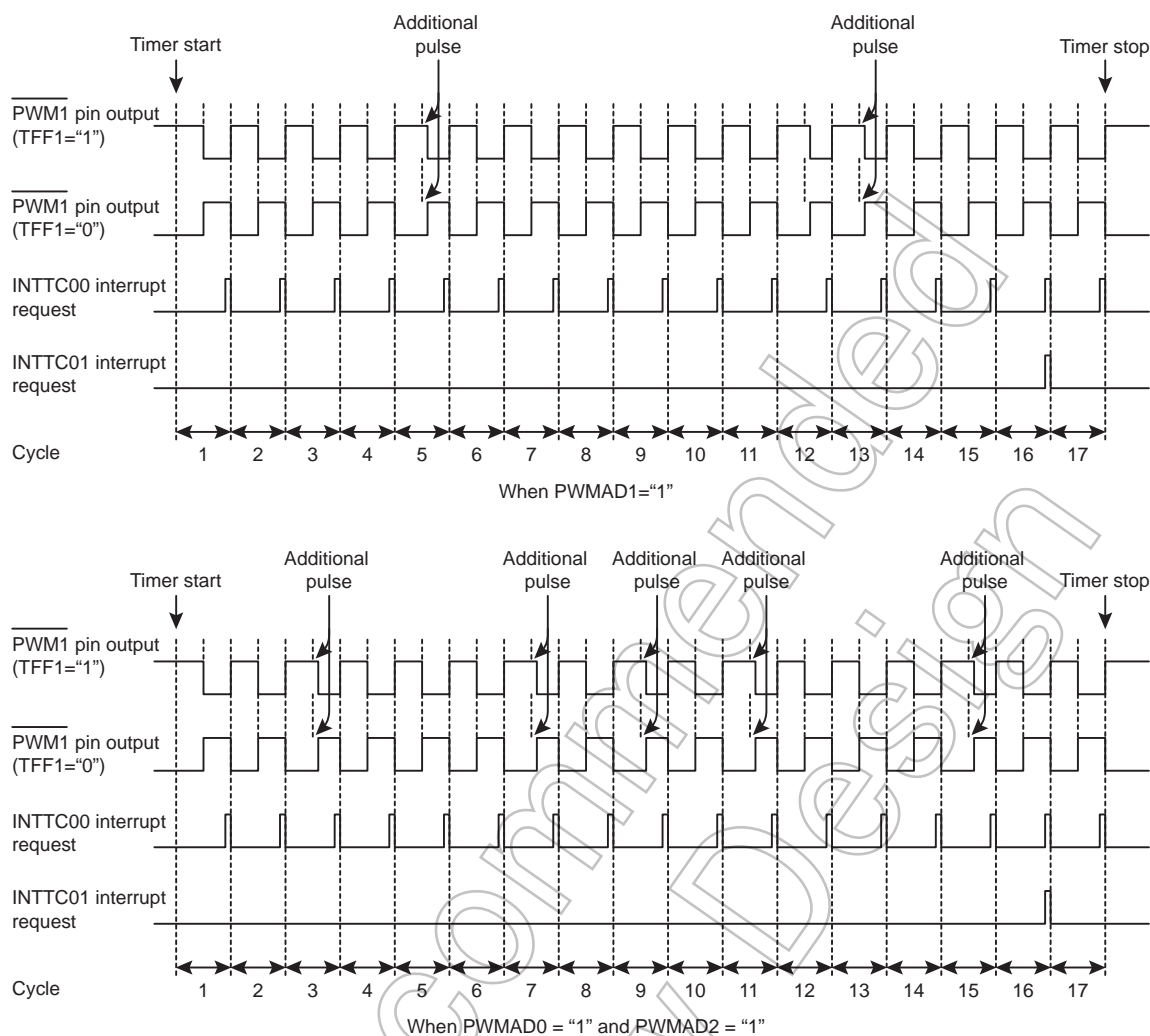 Additional
pulse
Additional
pulse
Timer start
Timer stop
PWM1 pin output
(TFF1=“1”)
PWM1 pin output
(TFF1=“0”)
INTTC00 interrupt
request
INTTC01 interrupt
request
Cycle
1 2 3 4 5 6 7 8 9 10 11 12 13 14 15 16 17
When PWMAD1=“1”
Additional
pulse
Additional
pulse
Additional
pulse
Additional
pulse
Additional
pulse
Timer start
Timer stop
PWM1 pin output
(TFF1=“1”)
PWM1 pin output
(TFF1=“0”)
INTTC00 interrupt
request
INTTC01 interrupt
request
Cycle
1 2 3 4 5 6 7 8 9 10 11 12 13 14 15 16 17
When PWMAD0 = “1” and PWMAD2 = “1”
commended
Design